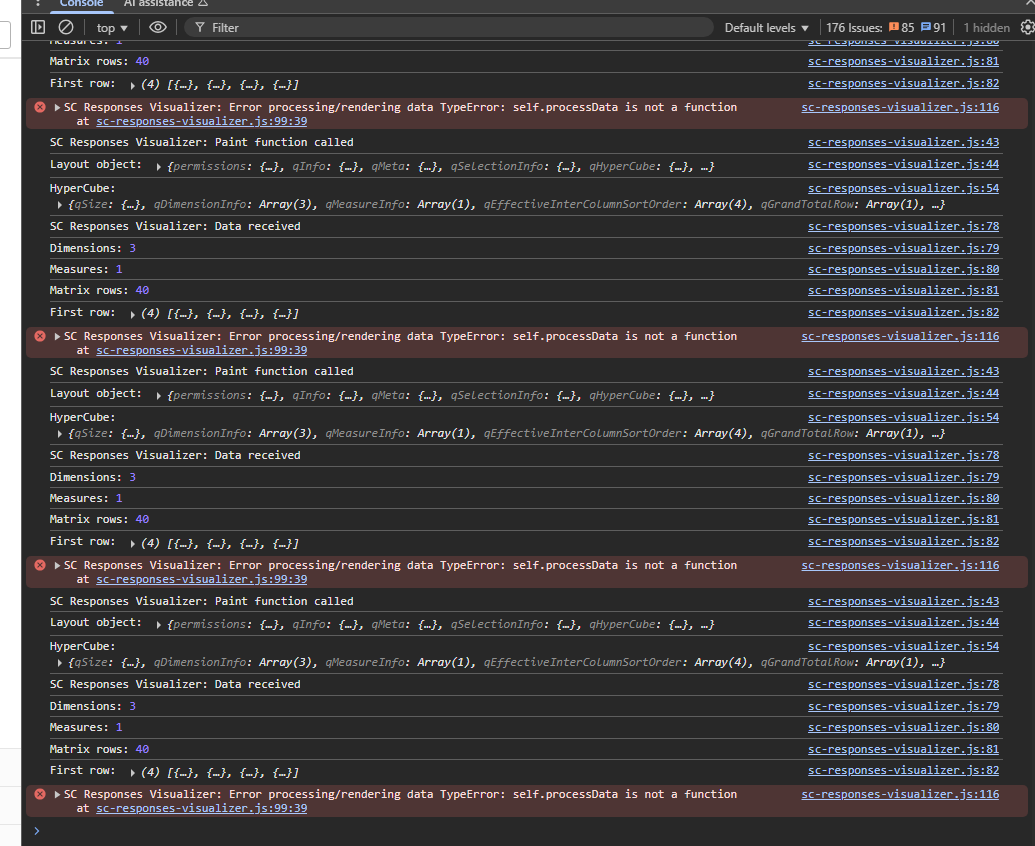 Console AI assistance
top Filter Default levels 176 Issues: 85 91 1 hidden
Measures: 1 sc-responses-visualizer.js:80
Matrix rows: 40 sc-responses-visualizer.js:81
First row: (4) [{…}, {…}, {…}, {…}] sc-responses-visualizer.js:82
SC Responses Visualizer: Error processing/rendering data TypeError: self.processData is not a function sc-responses-visualizer.js:116
at sc-responses-visualizer.js:99:39
SC Responses Visualizer: Paint function called sc-responses-visualizer.js:43
Layout object: {permissions: {…}, qInfo: {…}, qMeta: {…}, qSelectionInfo: {…}, qHyperCube: {…}, …} sc-responses-visualizer.js:44
HyperCube: sc-responses-visualizer.js:54
{qSize: {…}, qDimensionInfo: Array(3), qMeasureInfo: Array(1), qEffectiveInterColumnSortOrder: Array(4), qGrandTotalRow: Array(1), …}
SC Responses Visualizer: Data received sc-responses-visualizer.js:78
Dimensions: 3 sc-responses-visualizer.js:79
Measures: 1 sc-responses-visualizer.js:80
Matrix rows: 40 sc-responses-visualizer.js:81
First row: (4) [{…}, {…}, {…}, {…}] sc-responses-visualizer.js:82
SC Responses Visualizer: Error processing/rendering data TypeError: self.processData is not a function sc-responses-visualizer.js:116
at sc-responses-visualizer.js:99:39
SC Responses Visualizer: Paint function called sc-responses-visualizer.js:43
Layout object: {permissions: {…}, qInfo: {…}, qMeta: {…}, qSelectionInfo: {…}, qHyperCube: {…}, …} sc-responses-visualizer.js:44
HyperCube: sc-responses-visualizer.js:54
{qSize: {…}, qDimensionInfo: Array(3), qMeasureInfo: Array(1), qEffectiveInterColumnSortOrder: Array(4), qGrandTotalRow: Array(1), …}
SC Responses Visualizer: Data received sc-responses-visualizer.js:78
Dimensions: 3 sc-responses-visualizer.js:79
Measures: 1 sc-responses-visualizer.js:80
Matrix rows: 40 sc-responses-visualizer.js:81
First row: (4) [{…}, {…}, {…}, {…}] sc-responses-visualizer.js:82
SC Responses Visualizer: Error processing/rendering data TypeError: self.processData is not a function sc-responses-visualizer.js:116
at sc-responses-visualizer.js:99:39
SC Responses Visualizer: Paint function called sc-responses-visualizer.js:43
Layout object: {permissions: {…}, qInfo: {…}, qMeta: {…}, qSelectionInfo: {…}, qHyperCube: {…}, …} sc-responses-visualizer.js:44
HyperCube: sc-responses-visualizer.js:54
{qSize: {…}, qDimensionInfo: Array(3), qMeasureInfo: Array(1), qEffectiveInterColumnSortOrder: Array(4), qGrandTotalRow: Array(1), …}
SC Responses Visualizer: Data received sc-responses-visualizer.js:78
Dimensions: 3 sc-responses-visualizer.js:79
Measures: 1 sc-responses-visualizer.js:80
Matrix rows: 40 sc-responses-visualizer.js:81
First row: (4) [{…}, {…}, {…}, {…}] sc-responses-visualizer.js:82
SC Responses Visualizer: Error processing/rendering data TypeError: self.processData is not a function sc-responses-visualizer.js:116
at sc-responses-visualizer.js:99:39